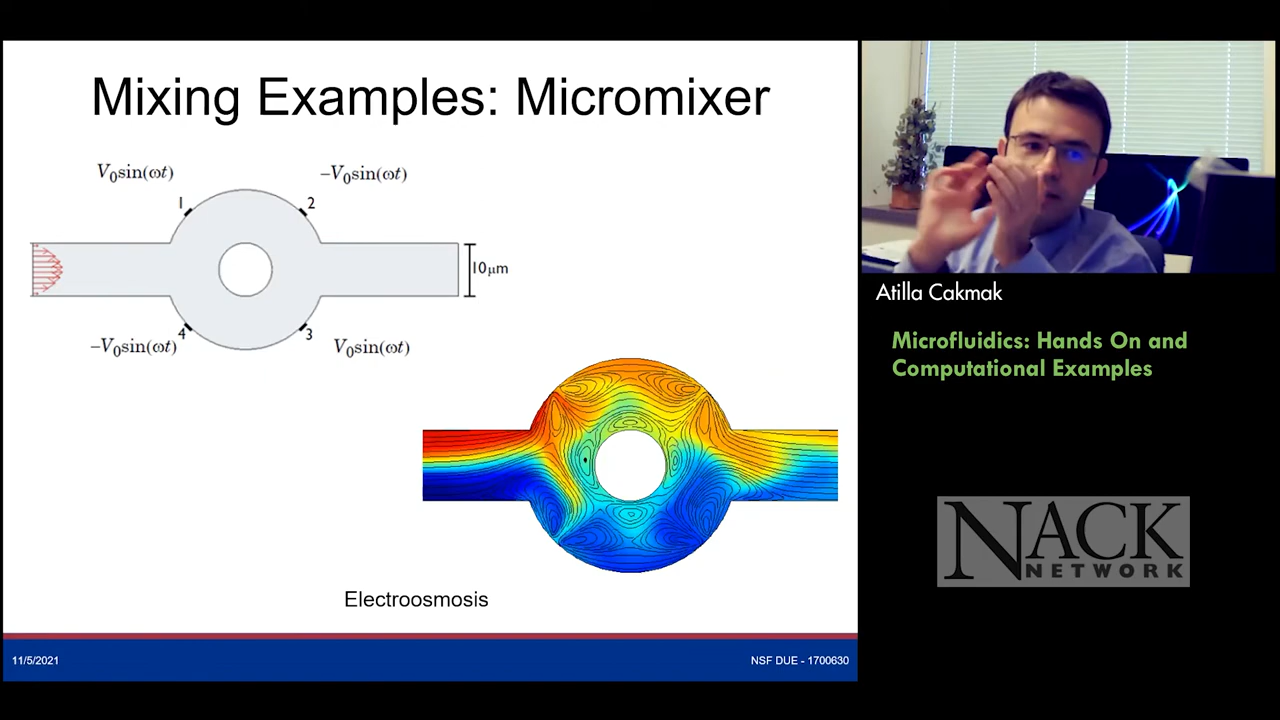 Mixing Examples: Micromixer
V₀sin(ωt)
−V₀sin(ωt)
1
2
10μm
4
3
−V₀sin(ωt)
V₀sin(ωt)
Electroosmosis
11/5/2021
NSF DUE - 1700630
Atilla Cakmak
Microfluidics: Hands On and
Computational Examples
NACK
NETWORK